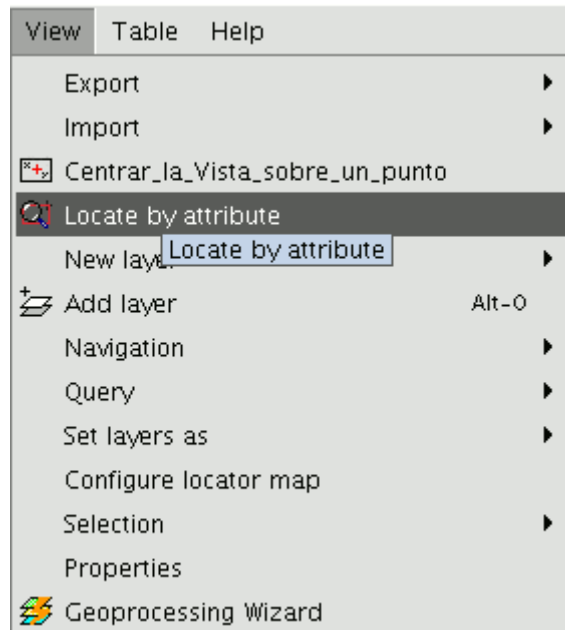 View Table Help
Export
Import
Centrar_la_Vista_sobre_un_punto
Locate by attribute
Locate by attribute
New layer
Add layer Alt-O
Navigation
Query
Set layers as
Configure locator map
Selection
Properties
Geoprocessing Wizard